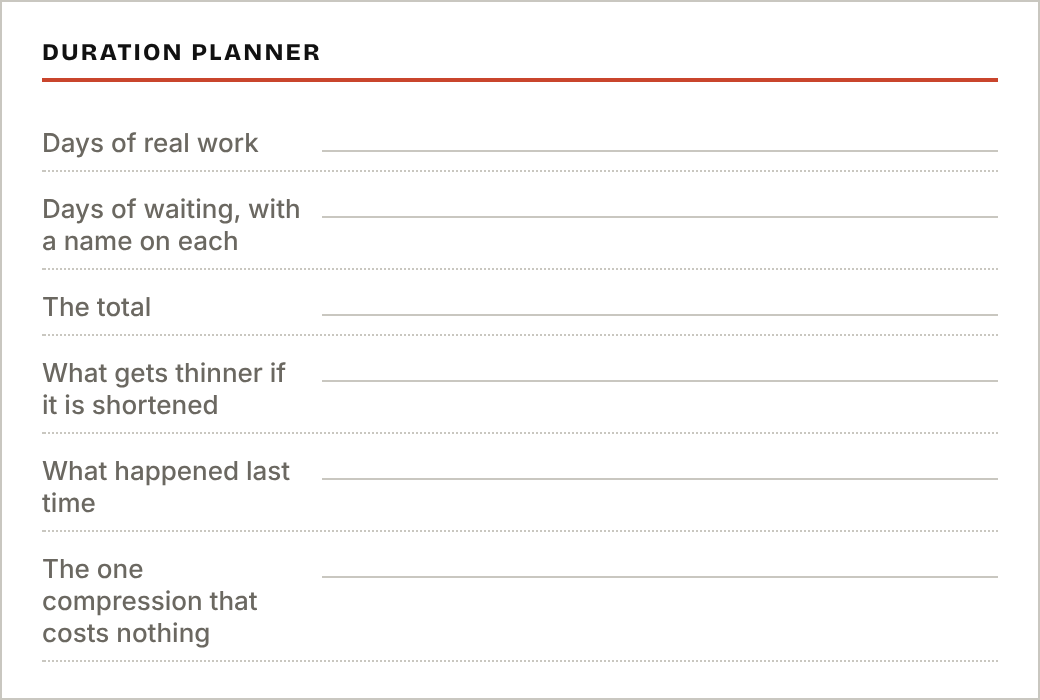 DURATION PLANNER
Days of real work
Days of waiting, with
a name on each
The total
What gets thinner if
it is shortened
What happened last
time
The one
compression that
costs nothing